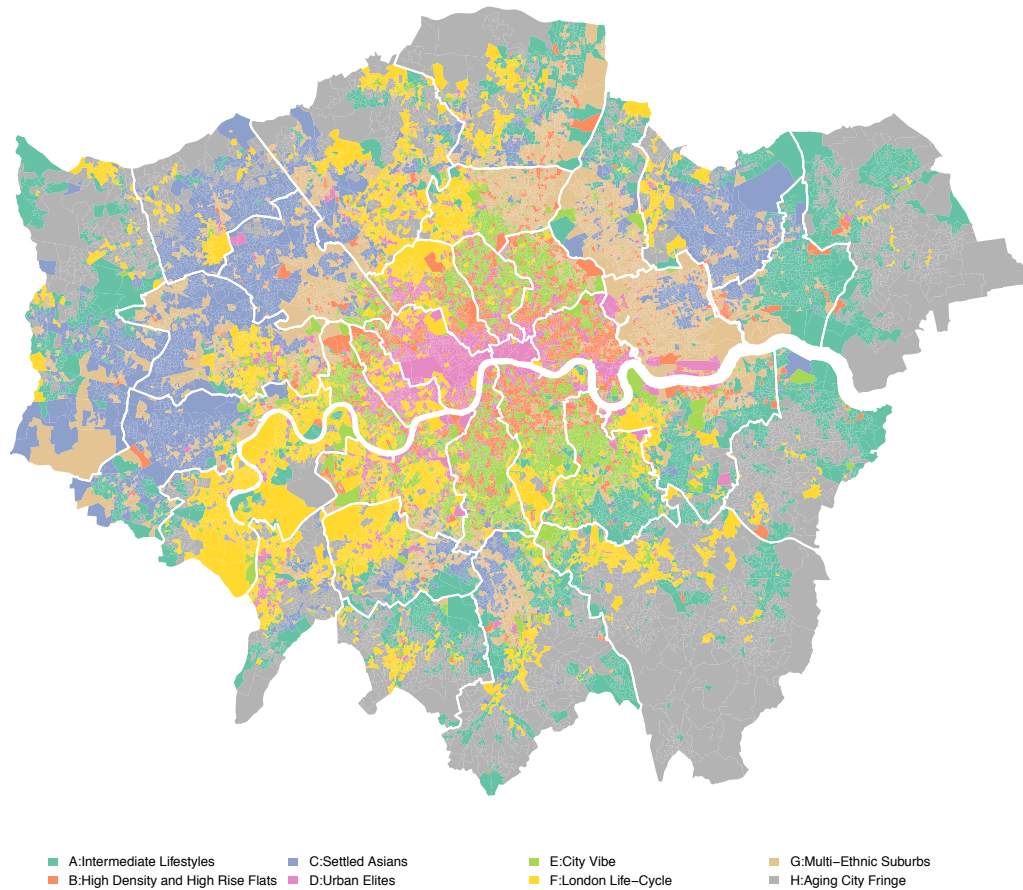 A:Intermediate Lifestyles C:Settled Asians E:City Vibe G:Multi−Ethnic Suburbs
B:High Density and High Rise Flats D:Urban Elites F:London Life−Cycle H:Aging City Fringe